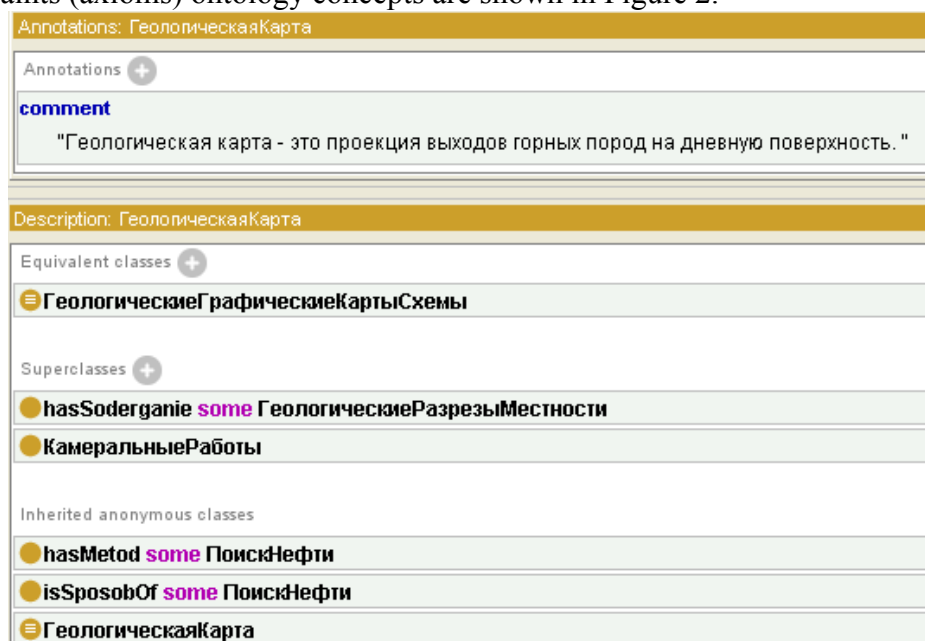 (axioms) ontology concepts are shown in Figure 2.
Annotations: ГеологическаяКарта
Annotations
comment
"Геологическая карта - это проекция выходов горных пород на дневную поверхность."
Description: ГеологическаяКарта
Equivalent classes
ГеологическиеГрафическиеКартыСхемы
Superclasses
hasSoderganie some ГеологическиеРазрезыМестности
КамеральныеРаботы
Inherited anonymous classes
hasMetod some ПоискНефти
isSposobOf some ПоискНефти
ГеологическаяКарта